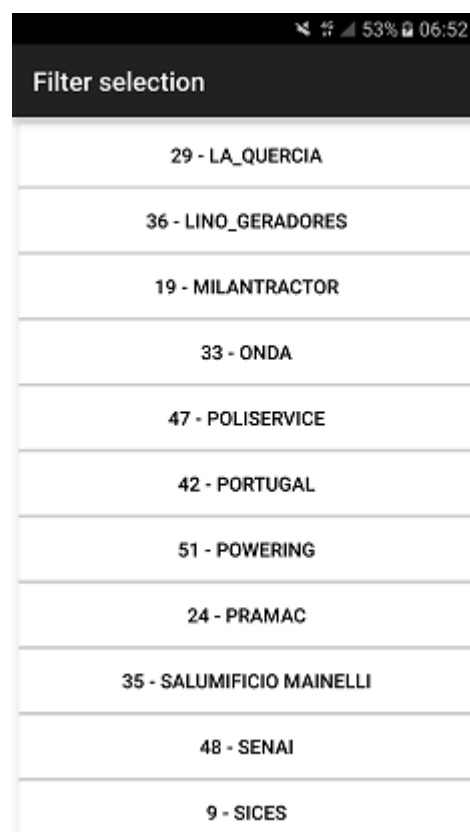 53% 06:52
Filter selection
29 - LA_QUERCIA
36 - LINO_GERADORES
19 - MILANTRACTOR
33 - ONDA
47 - POLISERVICE
42 - PORTUGAL
51 - POWERING
24 - PRAMAC
35 - SALUMIFICIO MAINELLI
48 - SENAI
9 - SICES